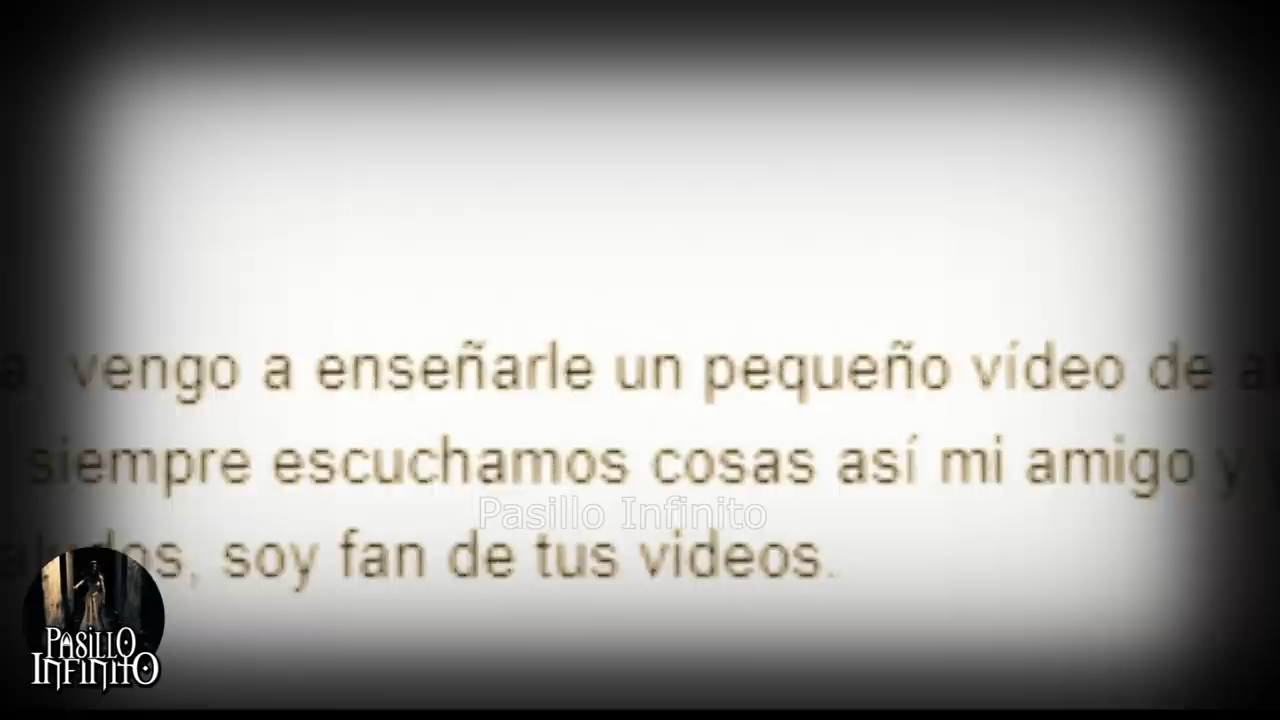 a vengo a enseñarle un pequeño vídeo de a
siempre escuchamos cosas así mi amigo y
Pasillo Infinito
soy fan de tus videos.
PASILLO
INFINITO